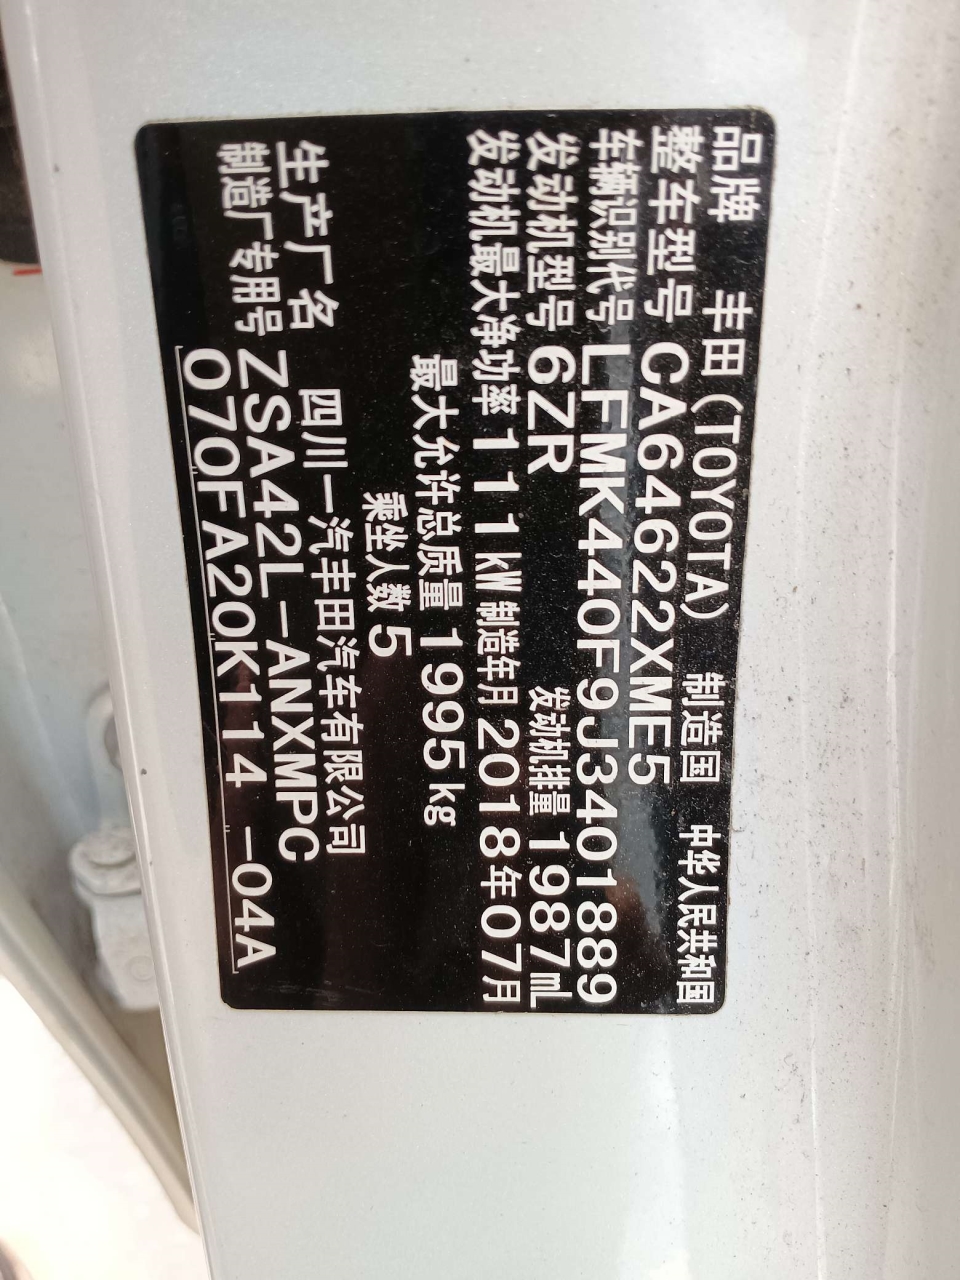 品牌 丰田(TOYOTA) 制造国 中华人民共和国
整车型号 CA64622XME5
车辆识别代号 LFMK440F9J3401889
发动机型号 6ZR 发动机排量 1987mL
发动机最大净功率 111kW 制造年月 2018年07月
最大允许总质量 1995kg
乘坐人数 5
生产厂名 四川一汽丰田汽车有限公司
制造厂专用号 ZSA42L-ANXMPC
070FA20K114 -04A